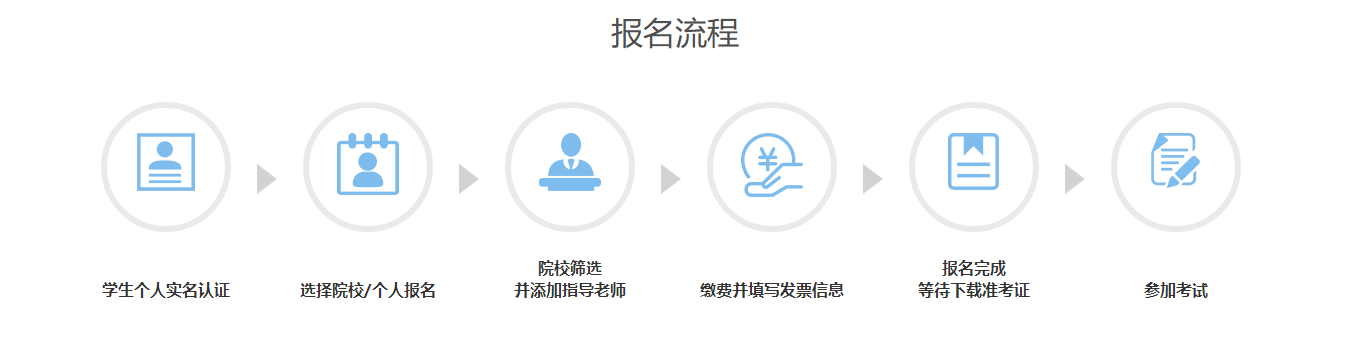 报名流程
学生个人实名认证
选择院校/个人报名
院校筛选
并添加指导老师
缴费并填写发票信息
报名完成
等待下载准考证
参加考试